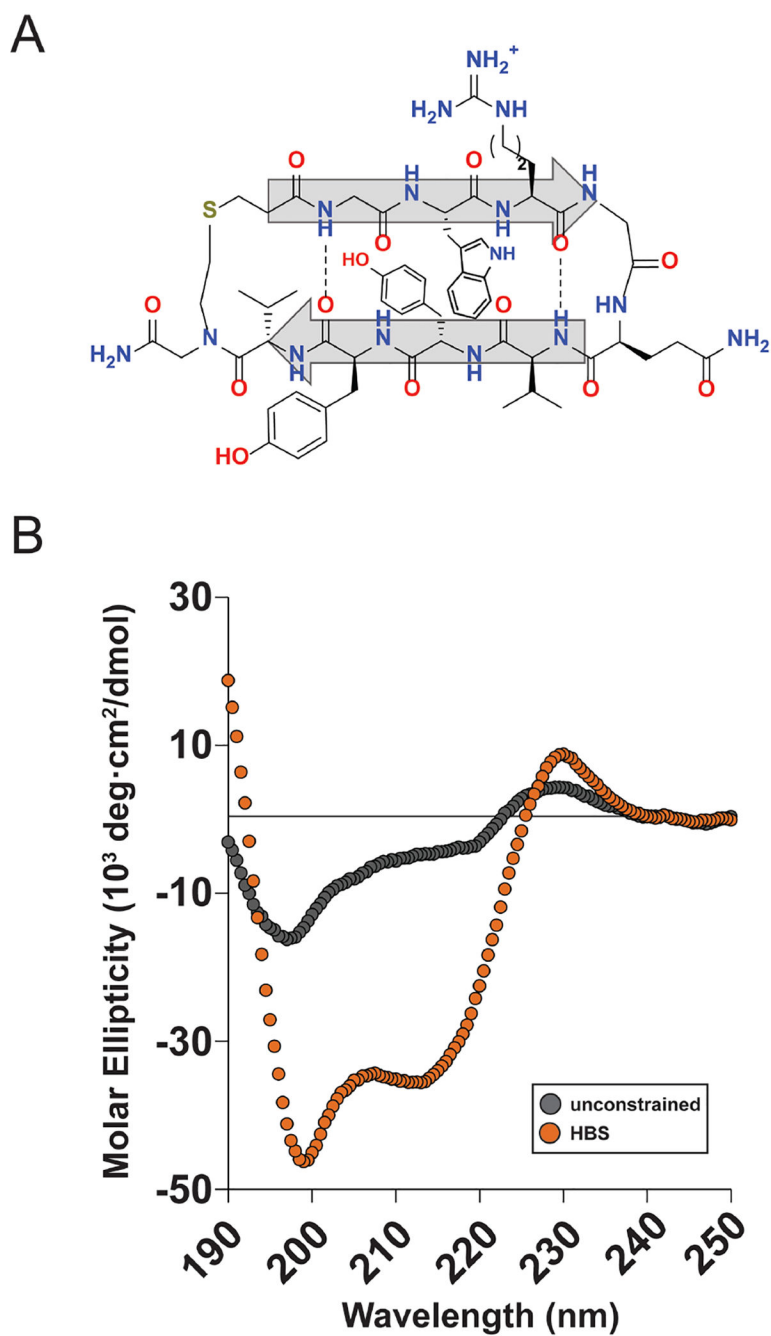 A
NH₂⁺
H₂N
NH
O
O
H
N
( )
2
H
N
S
N
H
O
N
H
O
O
HO
NH
O
HN
O
O
H
N
O
H
N
NH₂
H₂N
N
O
N
H
O
N
H
O
O
HO
B
30
10
-10
-30
-50
Molar Ellipticity (10³ deg·cm²/dmol)
unconstrained
HBS
190
200
210
220
230
240
250
Wavelength (nm)